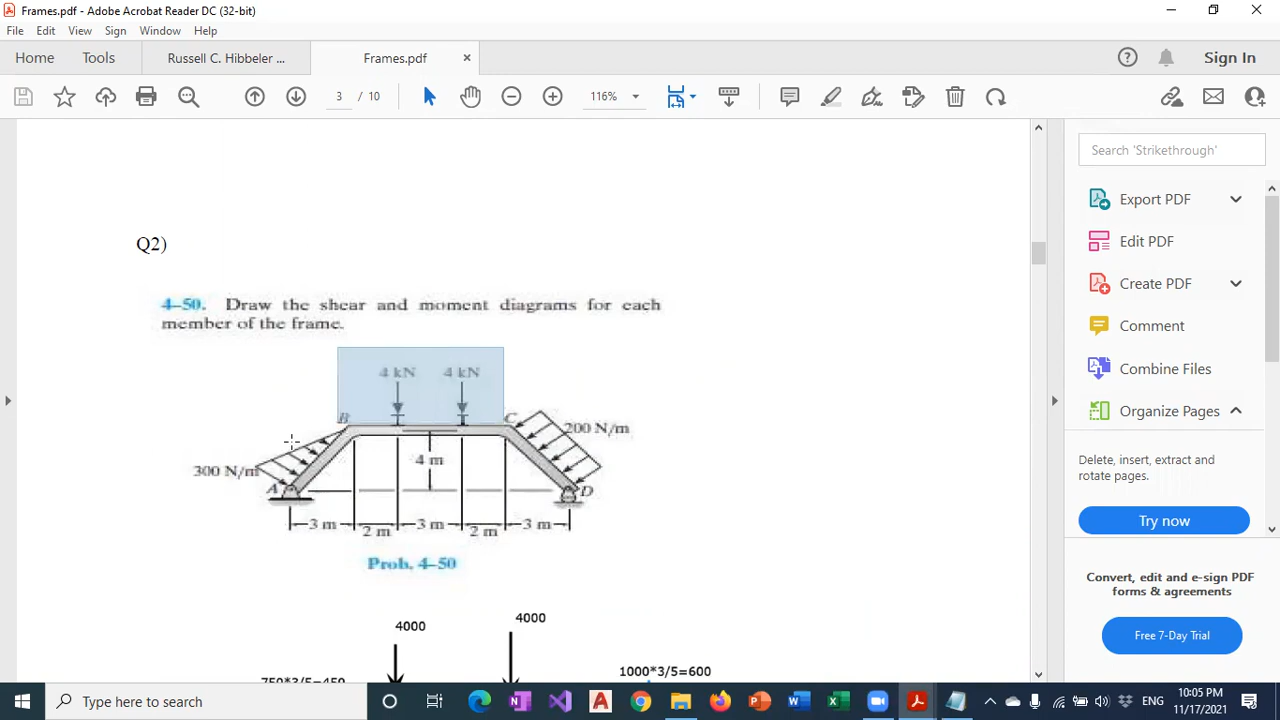 Frames.pdf - Adobe Acrobat Reader DC (32-bit)
File Edit View Sign Window Help
Home Tools Russell C. Hibbeler ... Frames.pdf × Sign In
3 / 10 116%
Search 'Strikethrough'
Export PDF
Edit PDF
Create PDF
Comment
Combine Files
Organize Pages
Delete, insert, extract and
rotate pages.
Try now
Convert, edit and e-sign PDF
forms & agreements
Free 7-Day Trial
Q2)
4–50. Draw the shear and moment diagrams for each
member of the frame.
4 kN 4 kN
B C
200 N/m
4 m
300 N/m
A D
3 m 2 m 3 m 2 m 3 m
Prob. 4–50
4000 4000
750*3/5=450
1000*3/5=600
Type here to search
ENG 10:05 PM
11/17/2021